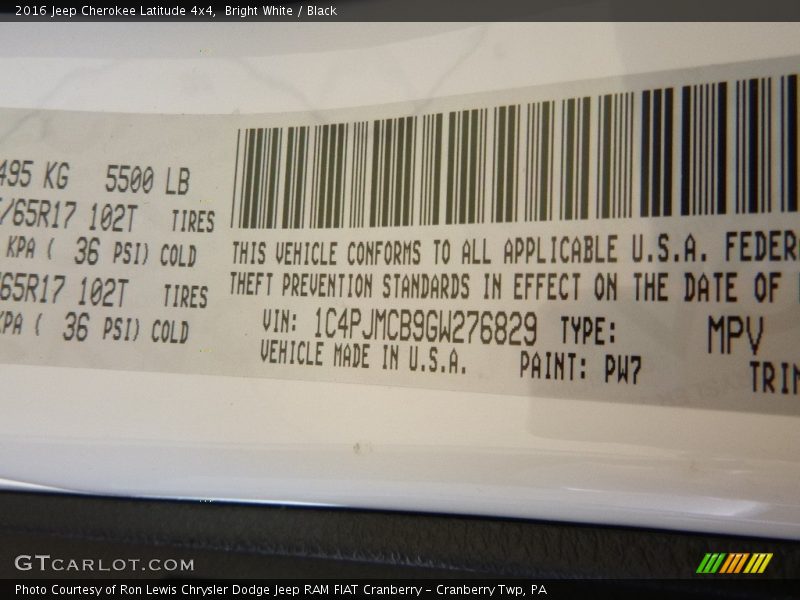 2016 Jeep Cherokee Latitude 4x4, Bright White / Black
495 KG 5500 LB
/65R17 102T TIRES
KPA ( 36 PSI) COLD
65R17 102T TIRES
KPA ( 36 PSI) COLD
THIS VEHICLE CONFORMS TO ALL APPLICABLE U.S.A. FEDER
THEFT PREVENTION STANDARDS IN EFFECT ON THE DATE OF
VIN: 1C4PJMCB9GW276829 TYPE: MPV
VEHICLE MADE IN U.S.A. PAINT: PW7
TRIM
GTCARLOT.COM
Photo Courtesy of Ron Lewis Chrysler Dodge Jeep RAM FIAT Cranberry – Cranberry Twp, PA